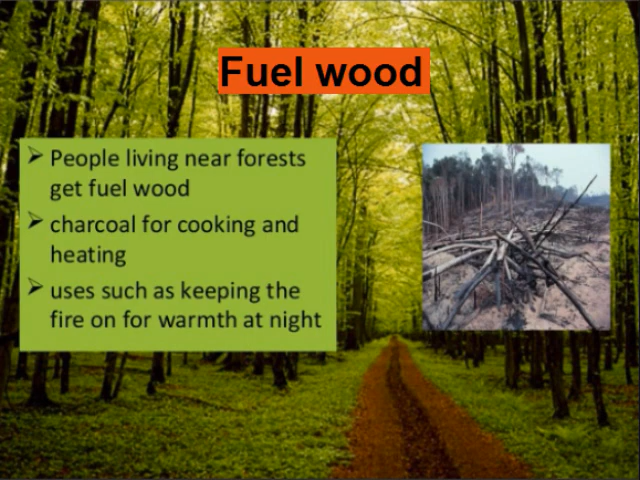 Fuel wood
➢ People living near forests
get fuel wood
➢ charcoal for cooking and
heating
➢ uses such as keeping the
fire on for warmth at night